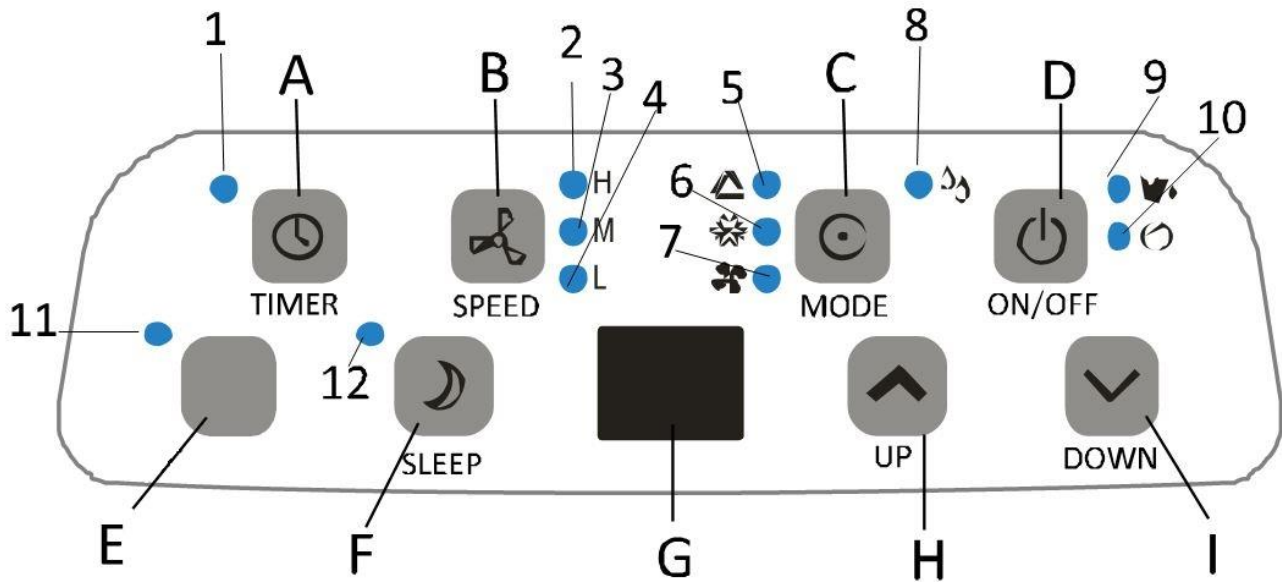 1
A
B
2
3
4
5
6
7
C
8
D
9
10
H
M
L
TIMER
SPEED
MODE
ON/OFF
11
12
SLEEP
UP
DOWN
E
F
G
H
I